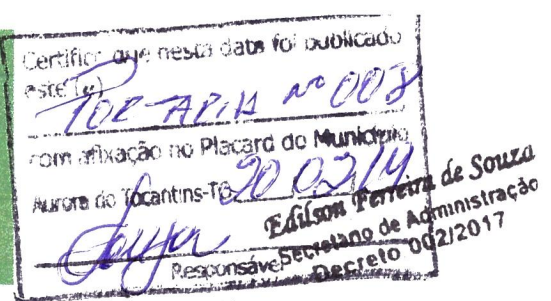 Certifico que nesta data foi publicado
este (a)
PORTARIA nº 008
com afixação no Placard do Município
Aurora do Tocantins-TO 20 02 19
Responsável
Edilson Ferreira de Souza
Secretario de Administração
Decreto 002/2017